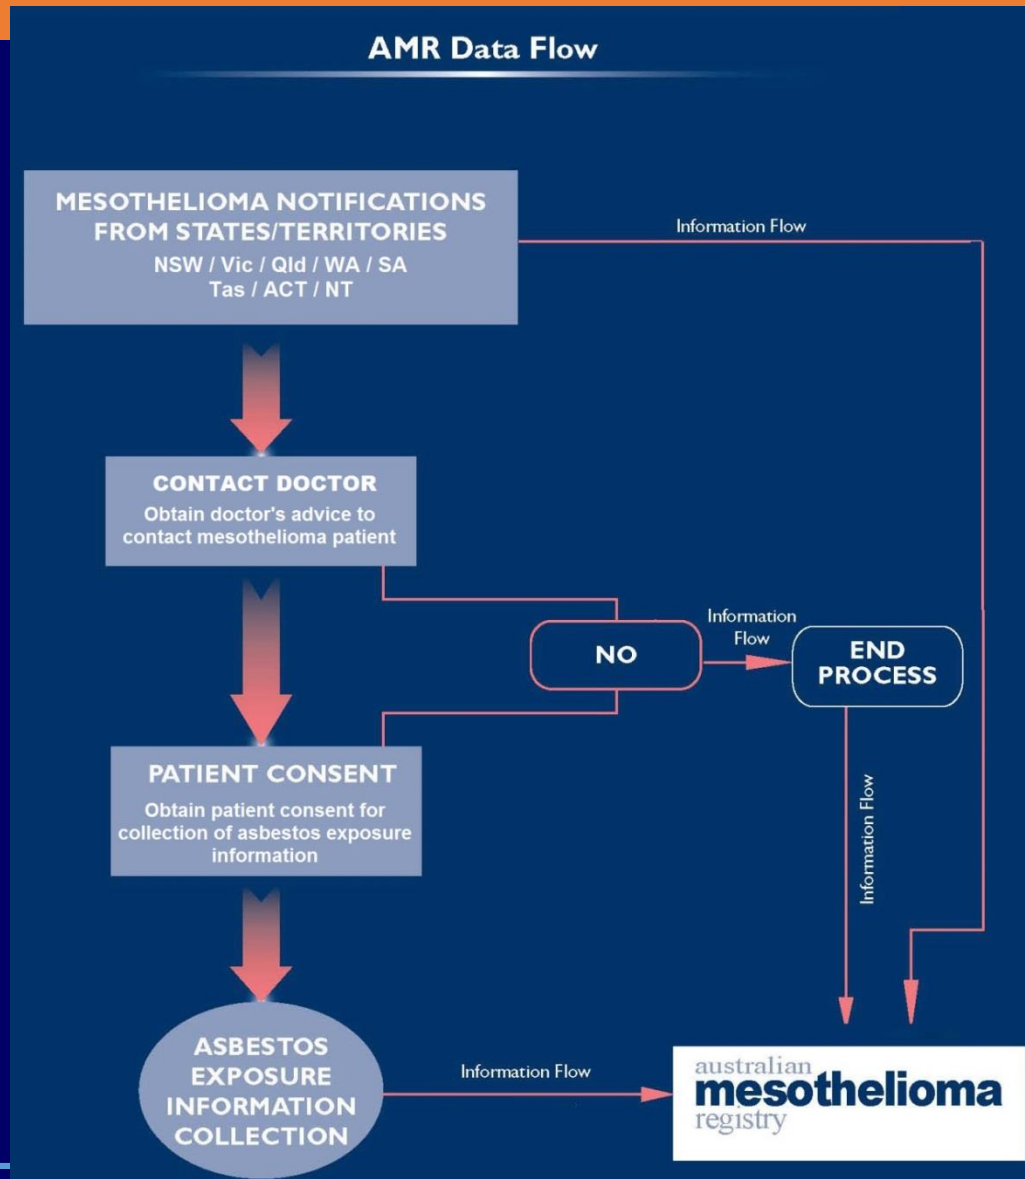 AMR Data Flow
MESOTHELIOMA NOTIFICATIONS
FROM STATES/TERRITORIES
NSW / Vic / Qld / WA / SA
Tas / ACT / NT
Information Flow
CONTACT DOCTOR
Obtain doctor's advice to
contact mesothelioma patient
NO
Information
Flow
END
PROCESS
PATIENT CONSENT
Obtain patient consent for
collection of asbestos exposure
information
Information Flow
ASBESTOS
EXPOSURE
INFORMATION
COLLECTION
Information Flow
australian
mesothelioma
registry